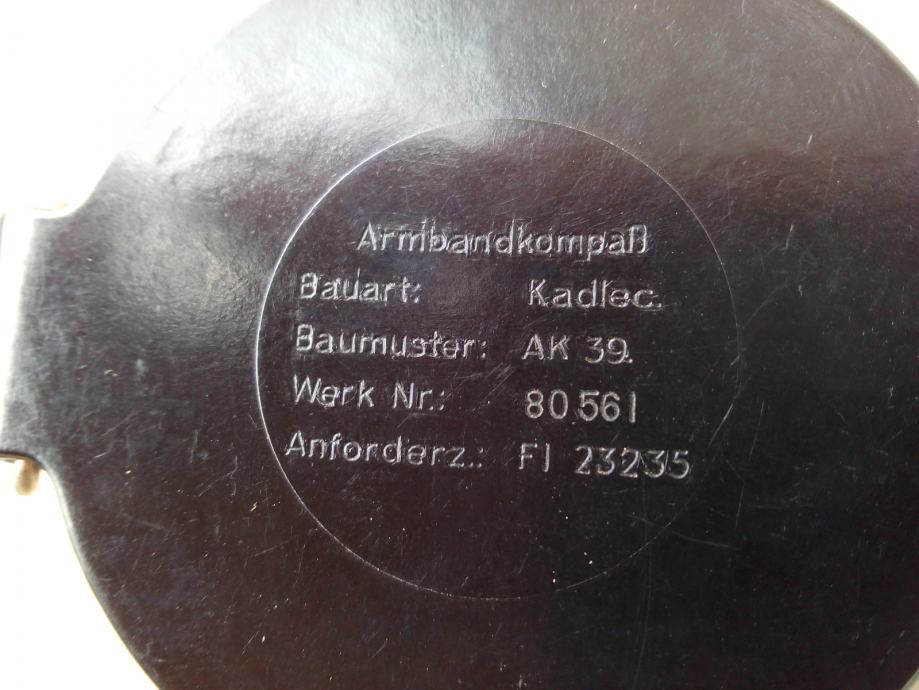 Armbandkompaß
Bauart: Kadlec.
Baumuster: AK 39.
Werk Nr.: 80561
Anforderz.: Fl 23235